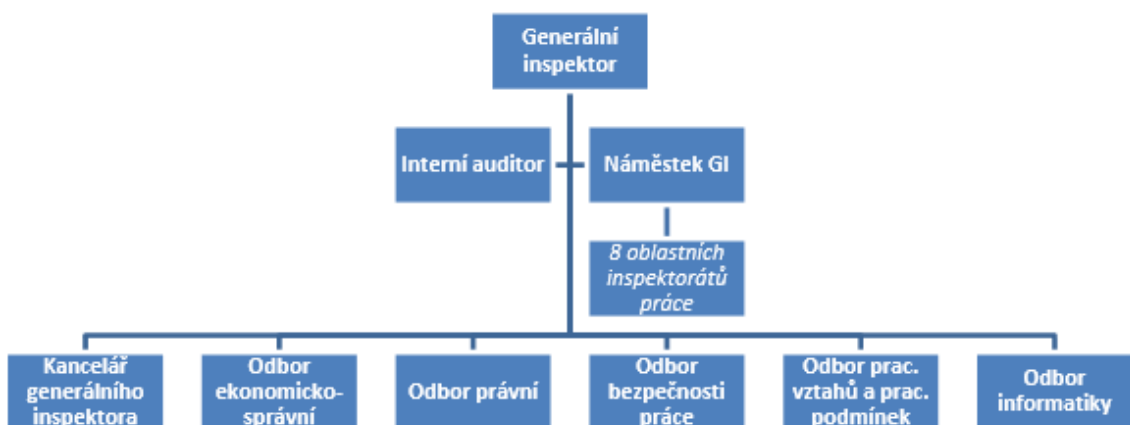 Generální
inspektor
Interní auditor
Náměstek GI
8 oblastních
inspektorátů
práce
Kancelář
generálního
inspektora
Odbor
ekonomicko-
správní
Odbor právní
Odbor
bezpečnosti
práce
Odbor prac.
vztahů a prac.
podmínek
Odbor
informatiky